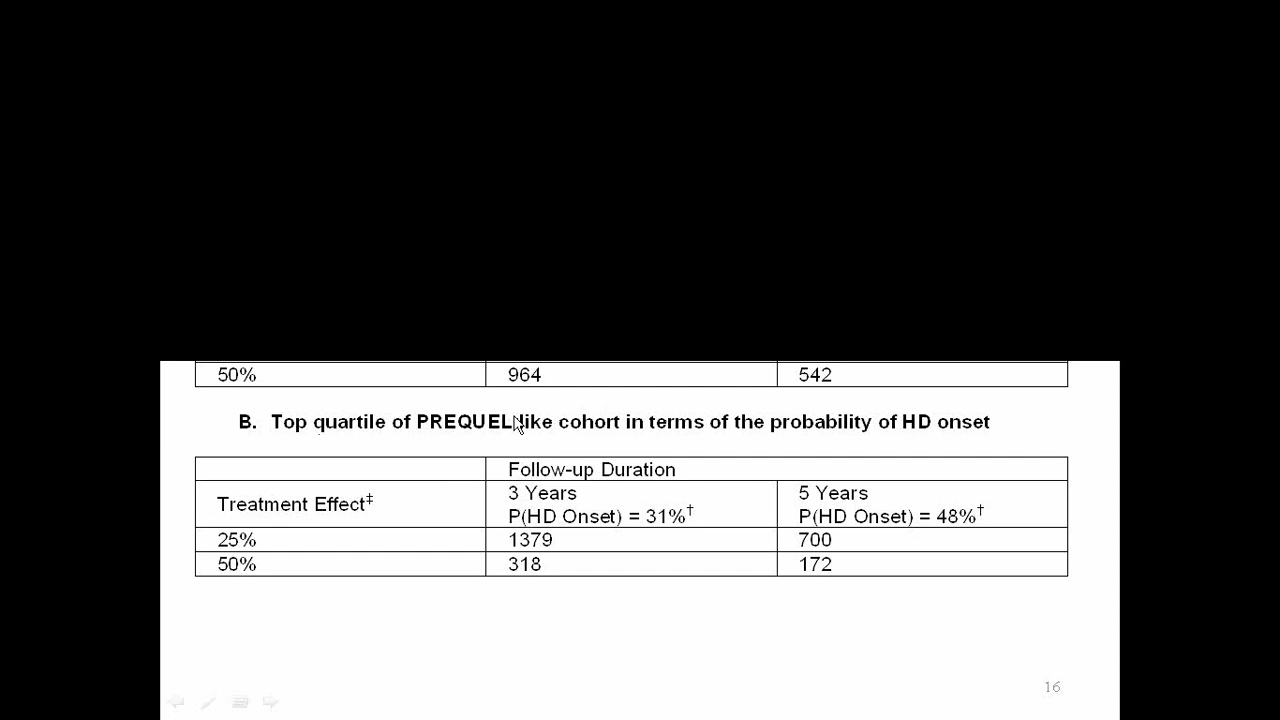 50% 964 542
B. Top quartile of PREQUEL-like cohort in terms of the probability of HD onset
Follow-up Duration
Treatment Effect‡
3 Years 5 Years
P(HD Onset) = 31%† P(HD Onset) = 48%†
25% 1379 700
50% 318 172
16